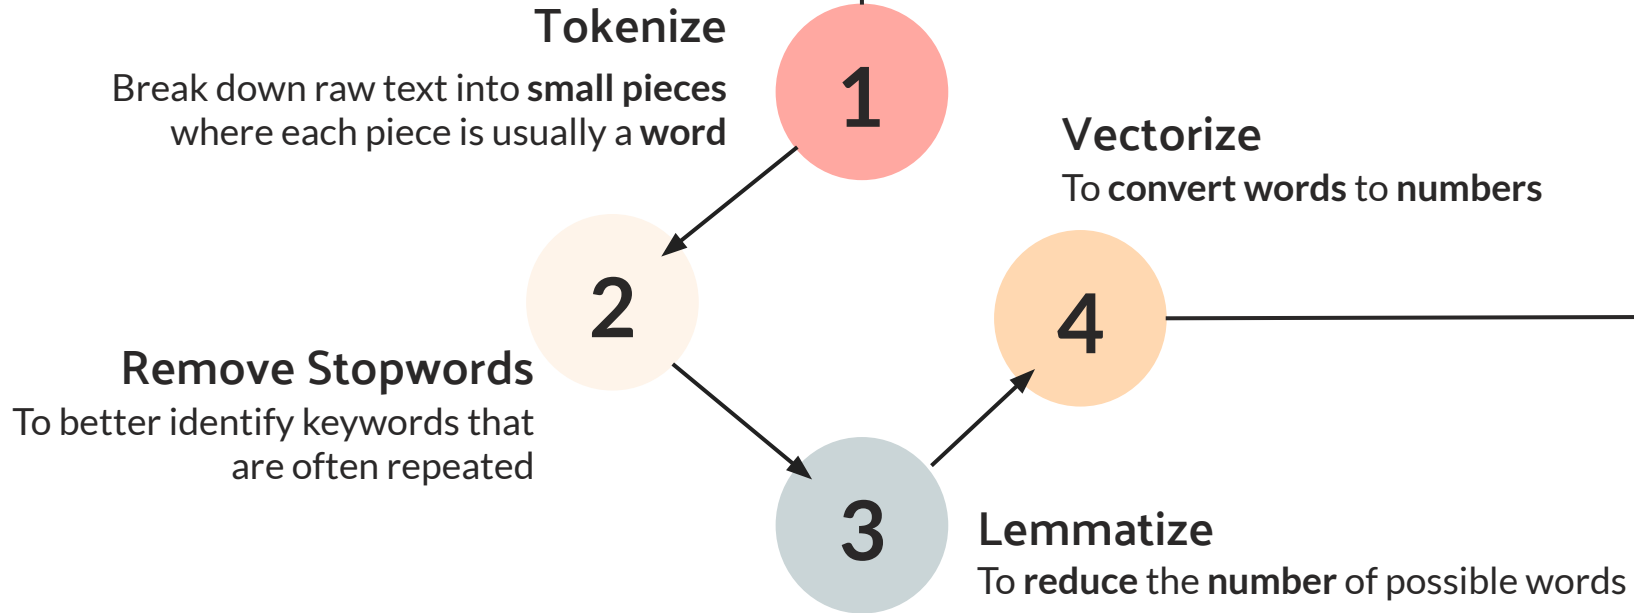 Tokenize
Break down raw text into small pieces
where each piece is usually a word
1
Vectorize
To convert words to numbers
2
4
Remove Stopwords
To better identify keywords that
are often repeated
3
Lemmatize
To reduce the number of possible words